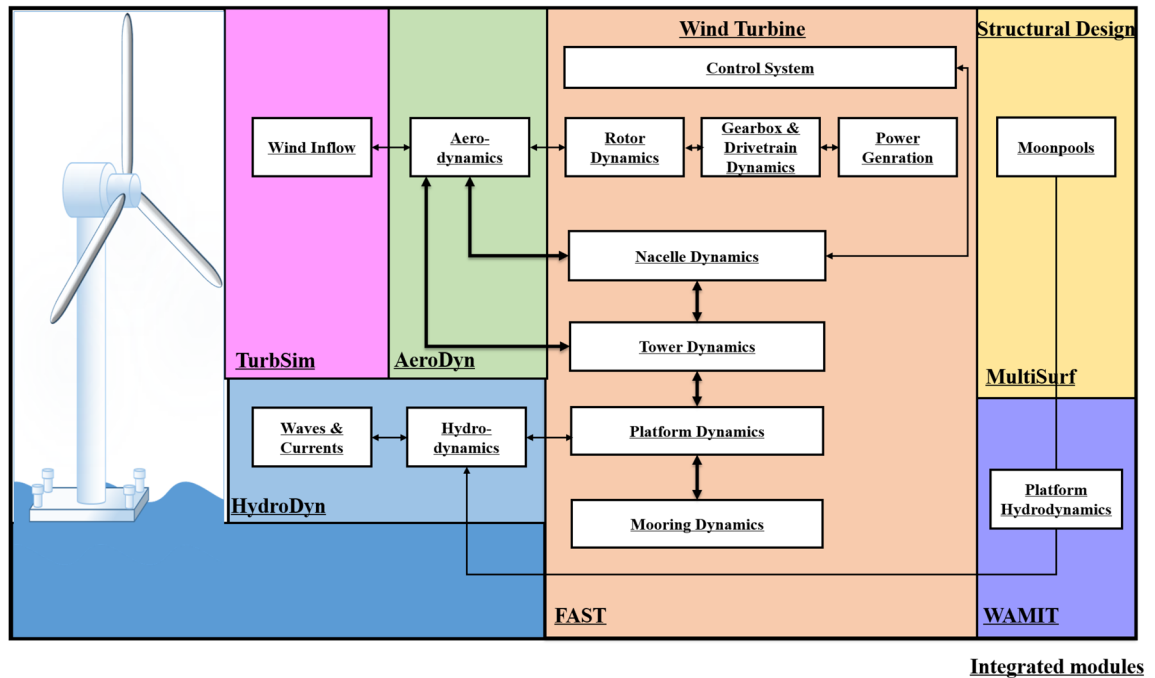 Wind Turbine
Structural Design
Control System
Wind Inflow
Aero-
dynamics
Rotor
Dynamics
Gearbox &
Drivetrain
Dynamics
Power
Genration
Moonpools
Nacelle Dynamics
Tower Dynamics
TurbSim
AeroDyn
MultiSurf
Waves &
Currents
Hydro-
dynamics
Platform Dynamics
HydroDyn
Mooring Dynamics
Platform
Hydrodynamics
FAST
WAMIT
Integrated modules